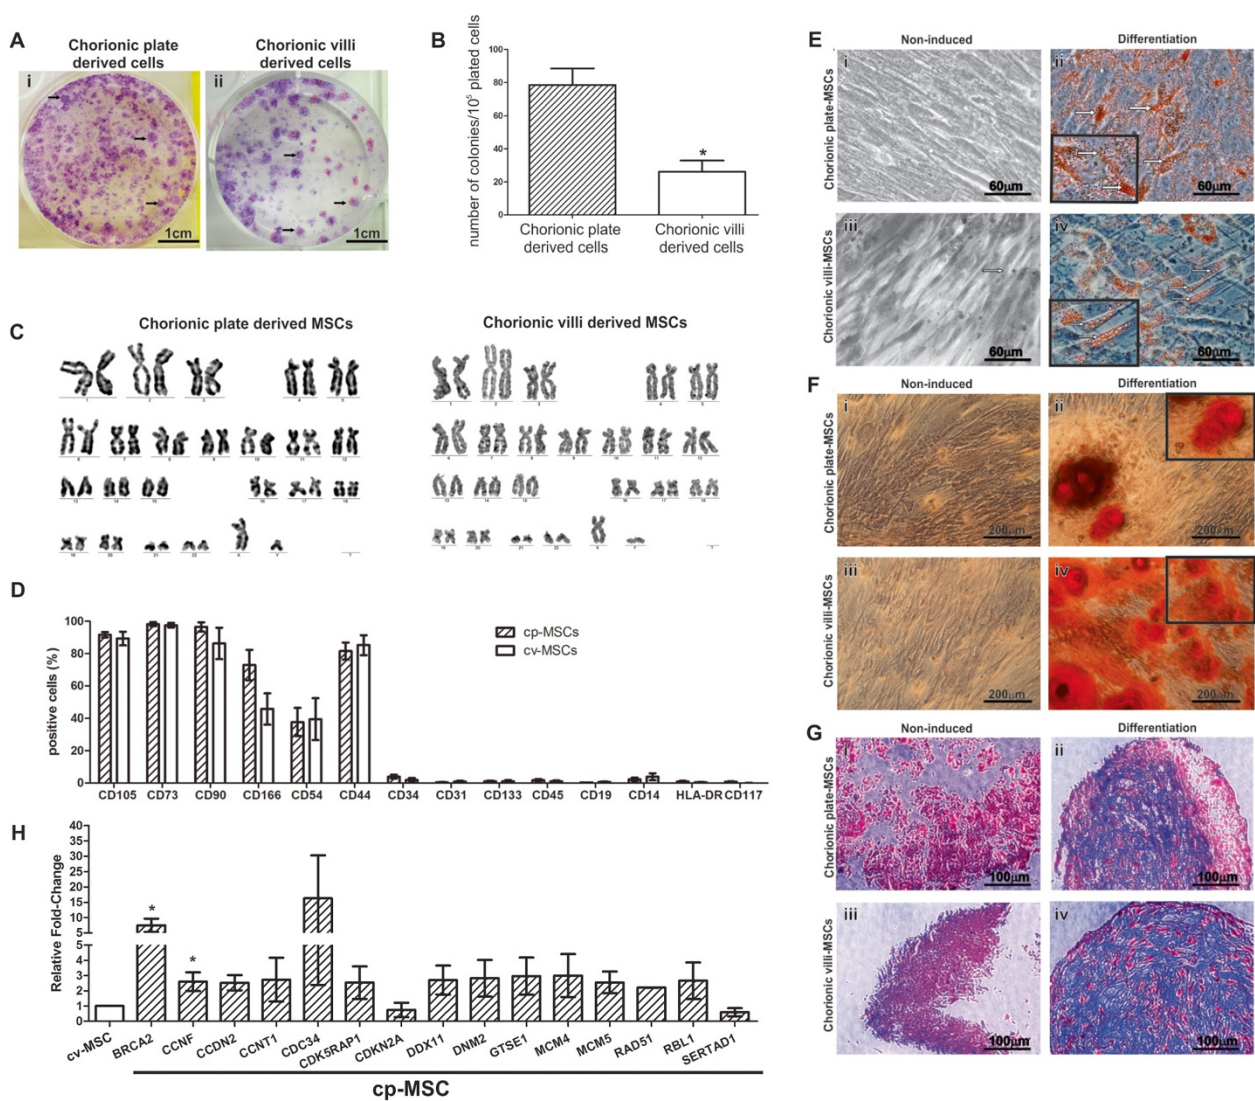 A
Chorionic plate
derived cells
Chorionic villi
derived cells
i
ii
1cm
1cm
B
number of colonies/10⁵ plated cells
100
80
60
40
20
0
*
Chorionic plate
derived cells
Chorionic villi
derived cells
C
Chorionic plate derived MSCs
Chorionic villi derived MSCs
D
positive cells (%)
100
80
60
40
20
0
cp-MSCs
cv-MSCs
CD105 CD73 CD90 CD166 CD54 CD44 CD34 CD31 CD133 CD45 CD19 CD14 HLA-DR CD117
H
Relative Fold-Change
40
35
30
25
20
15
10
5
5
4
3
2
1
0
*
*
cv-MSC BRCA2 CCNF CCDN2 CCNT1 CDC34 CDK5RAP1 CDKN2A DDX11 DNM2 GTSE1 MCM4 MCM5 RAD51 RBL1 SERTAD1
cp-MSC
E
Non-induced
Differentiation
Chorionic plate-MSCs
i
60μm
ii
60μm
Chorionic villi-MSCs
iii
60μm
iv
60μm
F
Non-induced
Differentiation
Chorionic plate-MSCs
i
200μm
ii
200μm
Chorionic villi-MSCs
iii
200μm
iv
200μm
G
Non-induced
Differentiation
Chorionic plate-MSCs
i
100μm
ii
100μm
Chorionic villi-MSCs
iii
100μm
iv
100μm